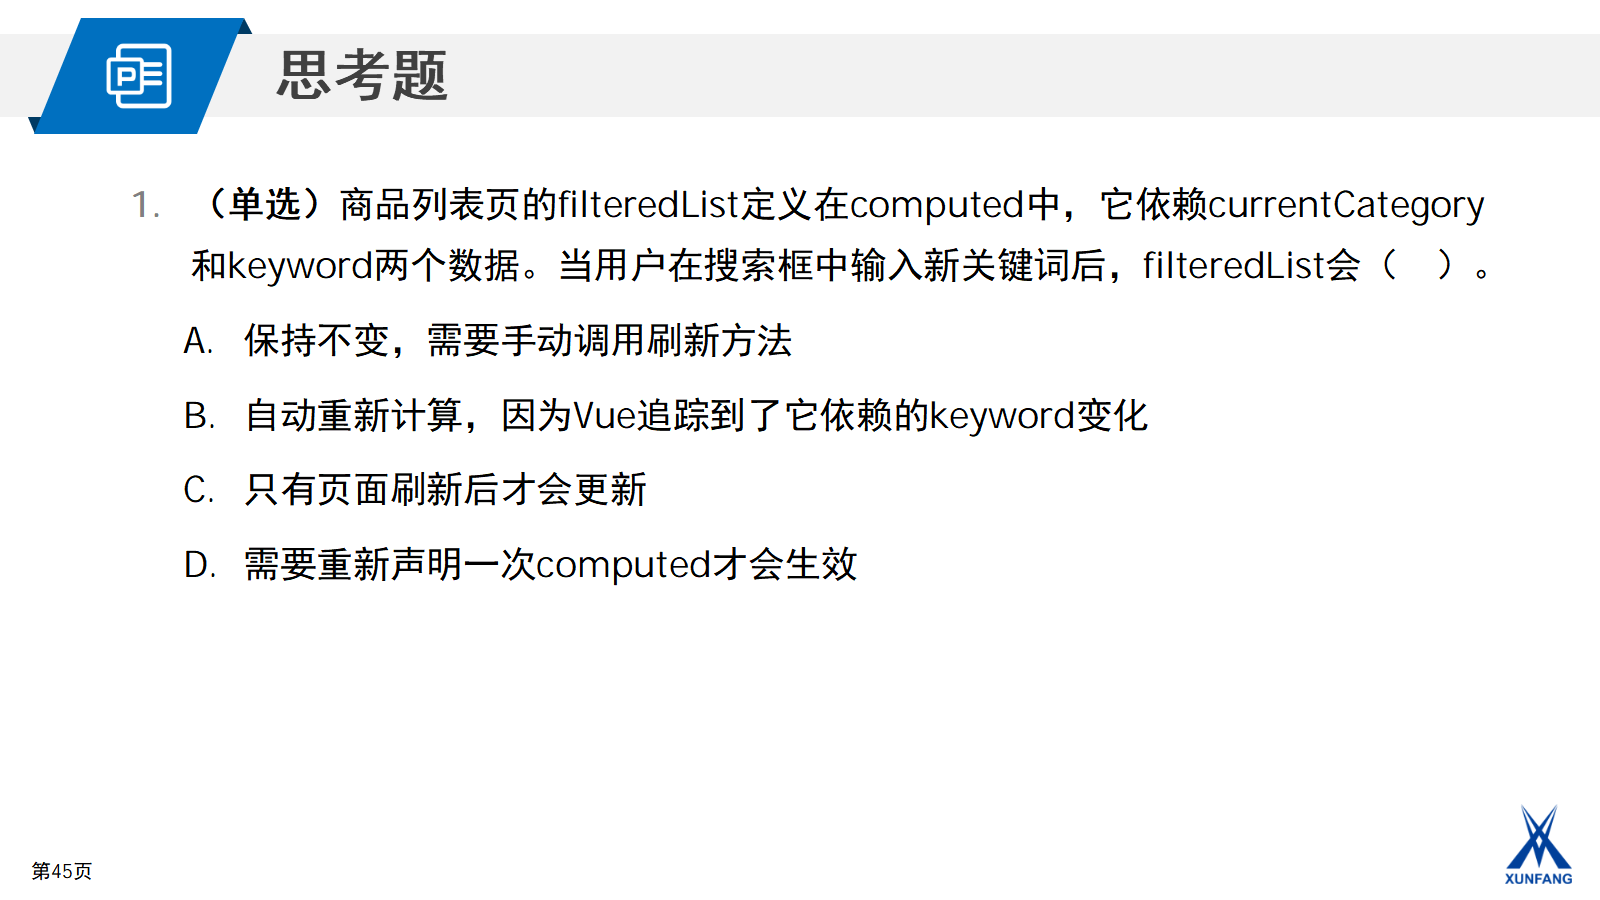 思考题
1. （单选）商品列表页的filteredList定义在computed中，它依赖currentCategory
和keyword两个数据。当用户在搜索框中输入新关键词后，filteredList会（　）。
A. 保持不变，需要手动调用刷新方法
B. 自动重新计算，因为Vue追踪到了它依赖的keyword变化
C. 只有页面刷新后才会更新
D. 需要重新声明一次computed才会生效
第45页
XUNFANG